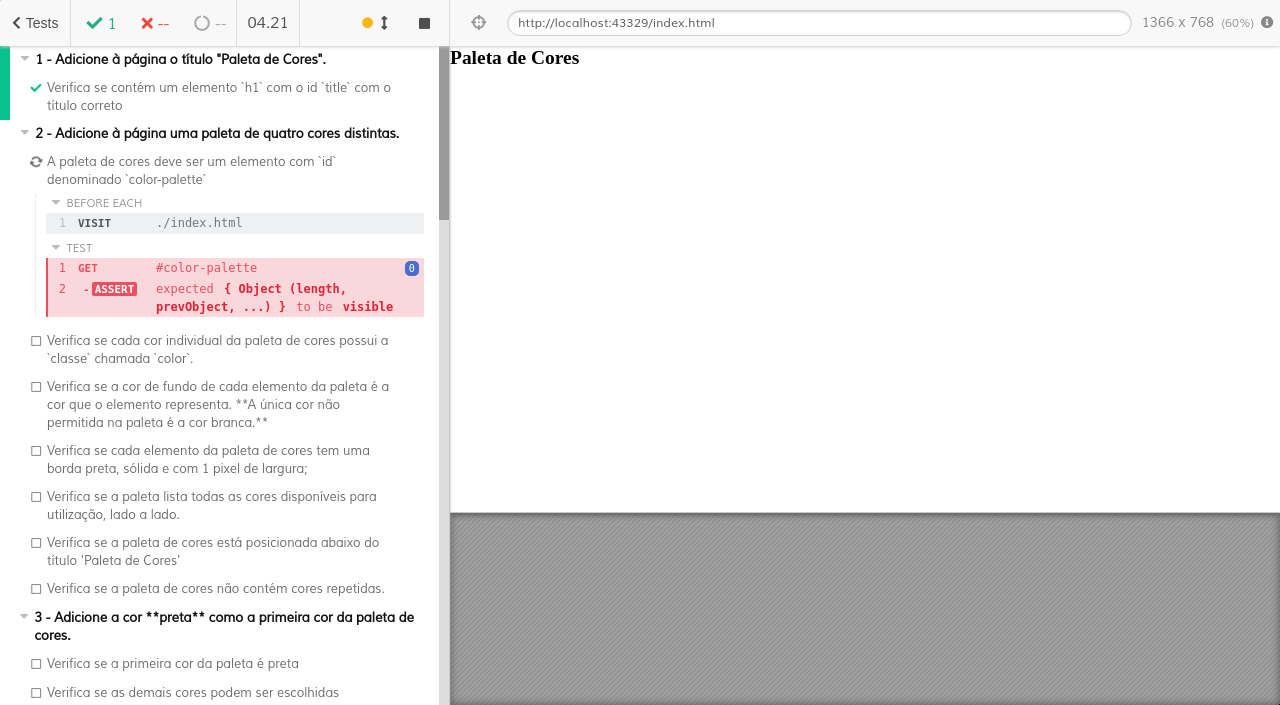 Tests
1
--
--
04.21
http://localhost:43329/index.html
1366 x 768 (60%)
1 - Adicione à página o título "Paleta de Cores".
Verifica se contém um elemento `h1` com o id `title` com o
título correto
2 - Adicione à página uma paleta de quatro cores distintas.
A paleta de cores deve ser um elemento com `id`
denominado `color-palette`
BEFORE EACH
1 VISIT ./index.html
TEST
1 GET #color-palette 0
2 -ASSERT expected { Object (length,
prevObject, ...) } to be visible
Verifica se cada cor individual da paleta de cores possui a
`classe` chamada `color`.
Verifica se a cor de fundo de cada elemento da paleta é a
cor que o elemento representa. **A única cor não
permitida na paleta é a cor branca.**
Verifica se cada elemento da paleta de cores tem uma
borda preta, sólida e com 1 pixel de largura;
Verifica se a paleta lista todas as cores disponíveis para
utilização, lado a lado.
Verifica se a paleta de cores está posicionada abaixo do
título 'Paleta de Cores'
Verifica se a paleta de cores não contém cores repetidas.
3 - Adicione a cor **preta** como a primeira cor da paleta de
cores.
Verifica se a primeira cor da paleta é preta
Verifica se as demais cores podem ser escolhidas
Paleta de Cores